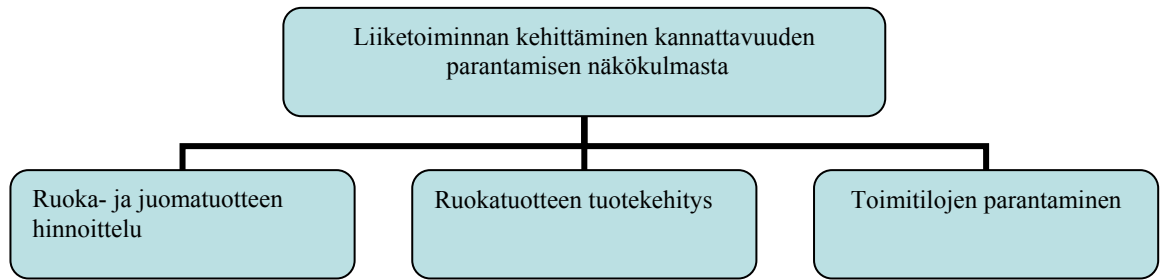 Liiketoiminnan kehittäminen kannattavuuden
parantamisen näkökulmasta
Ruoka- ja juomatuotteen
hinnoittelu
Ruokatuotteen tuotekehitys
Toimitilojen parantaminen